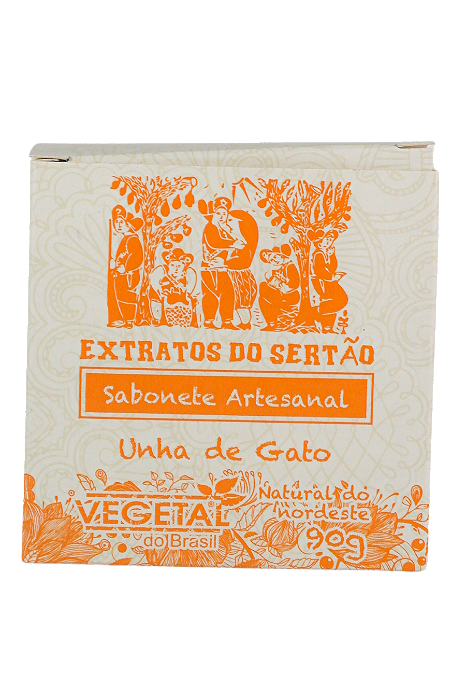 EXTRATOS DO SERTÃO
Sabonete Artesanal
Unha de Gato
VEGETAL
do Brasil
Natural do
nordeste
90g